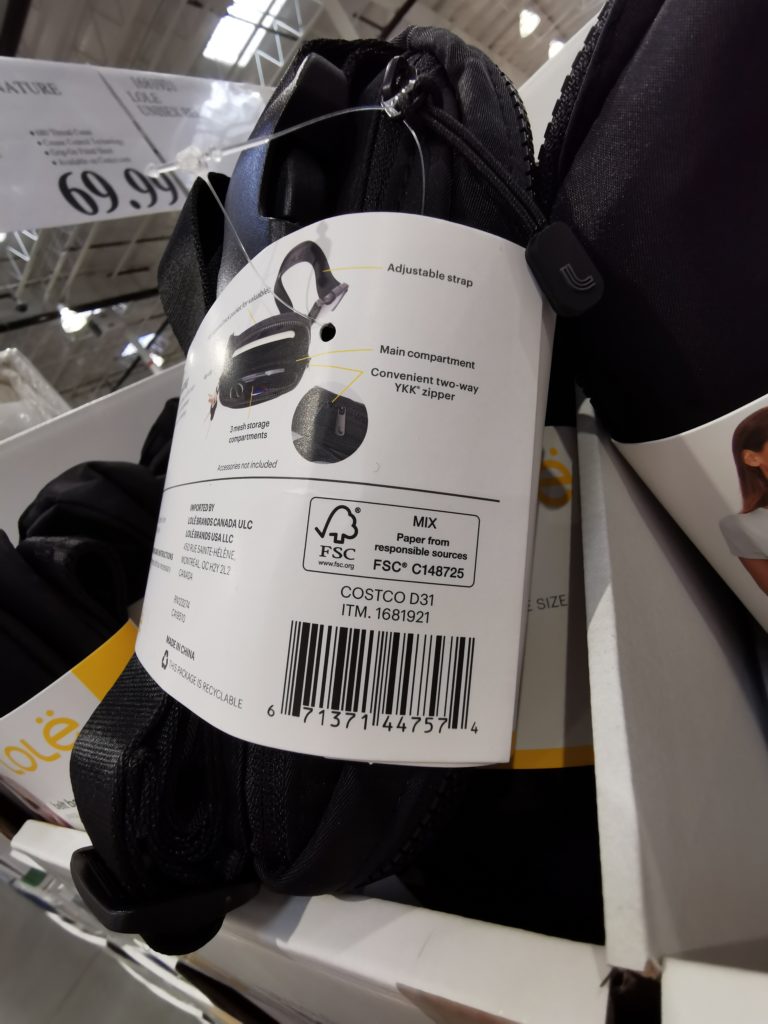 NATURE
LOLË
69.99
Adjustable strap
Main compartment
Convenient two-way
YKK® zipper
3 mesh storage
compartments
Accessories not included
IMPORTED BY
LOLË BRANDS CANADA ULC
LOLË BRANDS USA LLC
MONTRÉAL, QC H2Y 2L2
CANADA
MADE IN CHINA
THIS PACKAGE IS RECYCLABLE
FSC®
www.fsc.org
MIX
Paper from
responsible sources
FSC® C148725
COSTCO D31
ITM. 1681921
6 71371 44757 4
SIZE
LOLË